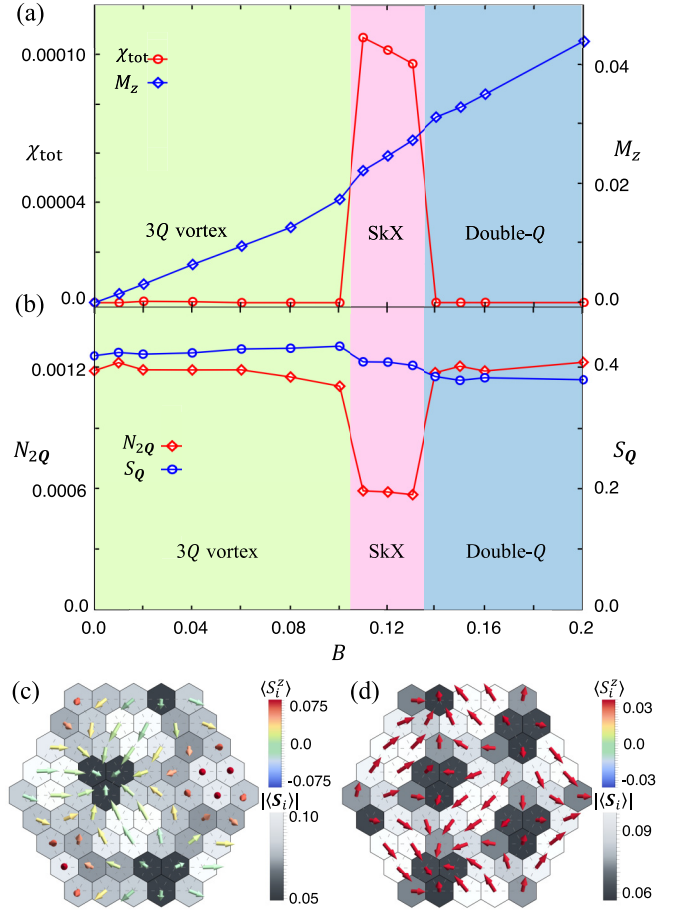 (a)
0.00010
χtot
Mz
0.04
χtot
Mz
0.00004
0.02
3Q vortex
SkX
Double-Q
0.0
0.0
(b)
0.0012
0.4
N2Q
N2Q
SQ
SQ
0.0006
0.2
3Q vortex
SkX
Double-Q
0.0
0.0
0.0
0.04
0.08
0.12
0.16
0.2
B
(c)
⟨Siz⟩
0.075
0.0
-0.075
|⟨Si⟩|
0.10
0.05
(d)
⟨Siz⟩
0.03
0.0
-0.03
|⟨Si⟩|
0.09
0.06